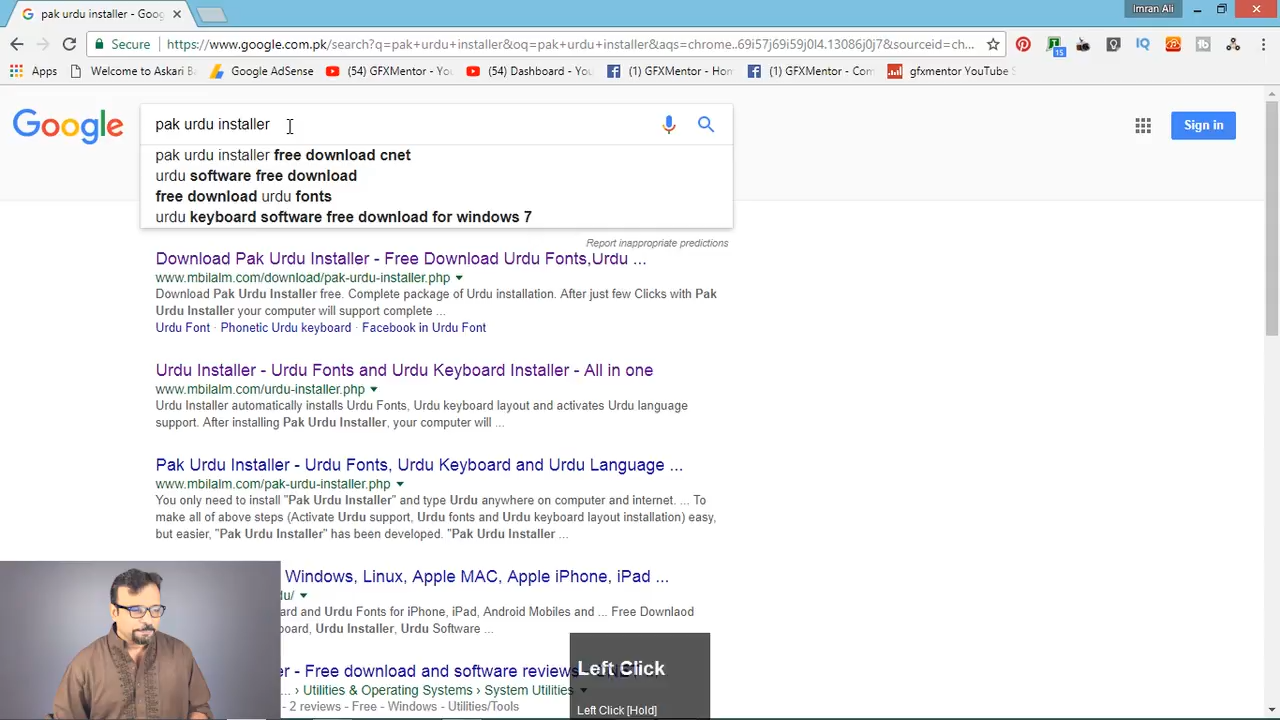 pak urdu installer - Goog
Imran Ali
Secure
https://www.google.com.pk/search?q=pak+urdu+installer&oq=pak+urdu+installer&aqs=chrome..69i57j69i59j0l4.13086j0j7&sourceid=ch...
15
IQ
Apps
Welcome to Askari Ba
Google AdSense
(54) GFXMentor - You
(54) Dashboard - You
(1) GFXMentor - Hom
(1) GFXMentor - Com
gfxmentor YouTube S
Google
pak urdu installer
Sign in
pak urdu installer free download cnet
urdu software free download
free download urdu fonts
urdu keyboard software free download for windows 7
Report inappropriate predictions
Download Pak Urdu Installer - Free Download Urdu Fonts,Urdu ...
www.mbilalm.com/download/pak-urdu-installer.php
Download Pak Urdu Installer free. Complete package of Urdu installation. After just few Clicks with Pak
Urdu Installer your computer will support complete ...
Urdu Font · Phonetic Urdu keyboard · Facebook in Urdu Font
Urdu Installer - Urdu Fonts and Urdu Keyboard Installer - All in one
www.mbilalm.com/urdu-installer.php
Urdu Installer automatically installs Urdu Fonts, Urdu keyboard layout and activates Urdu language
support. After installing Pak Urdu Installer, your computer will ...
Pak Urdu Installer - Urdu Fonts, Urdu Keyboard and Urdu Language ...
www.mbilalm.com/pak-urdu-installer.php
You only need to install "Pak Urdu Installer" and type Urdu anywhere on computer and internet. ... To
make all of above steps (Activate Urdu support, Urdu fonts and Urdu keyboard layout installation) easy,
but easier, "Pak Urdu Installer" has been developed. "Pak Urdu Installer ...
Windows, Linux, Apple MAC, Apple iPhone, iPad ...
du/
ard and Urdu Fonts for iPhone, iPad, Android Mobiles and ... Free Downlaod
board, Urdu Installer, Urdu Software ...
r - Free download and software reviews
... › Utilities & Operating Systems › System Utilities
- 2 reviews - Free - Windows - Utilities/Tools
Left Click
Left Click [Hold]